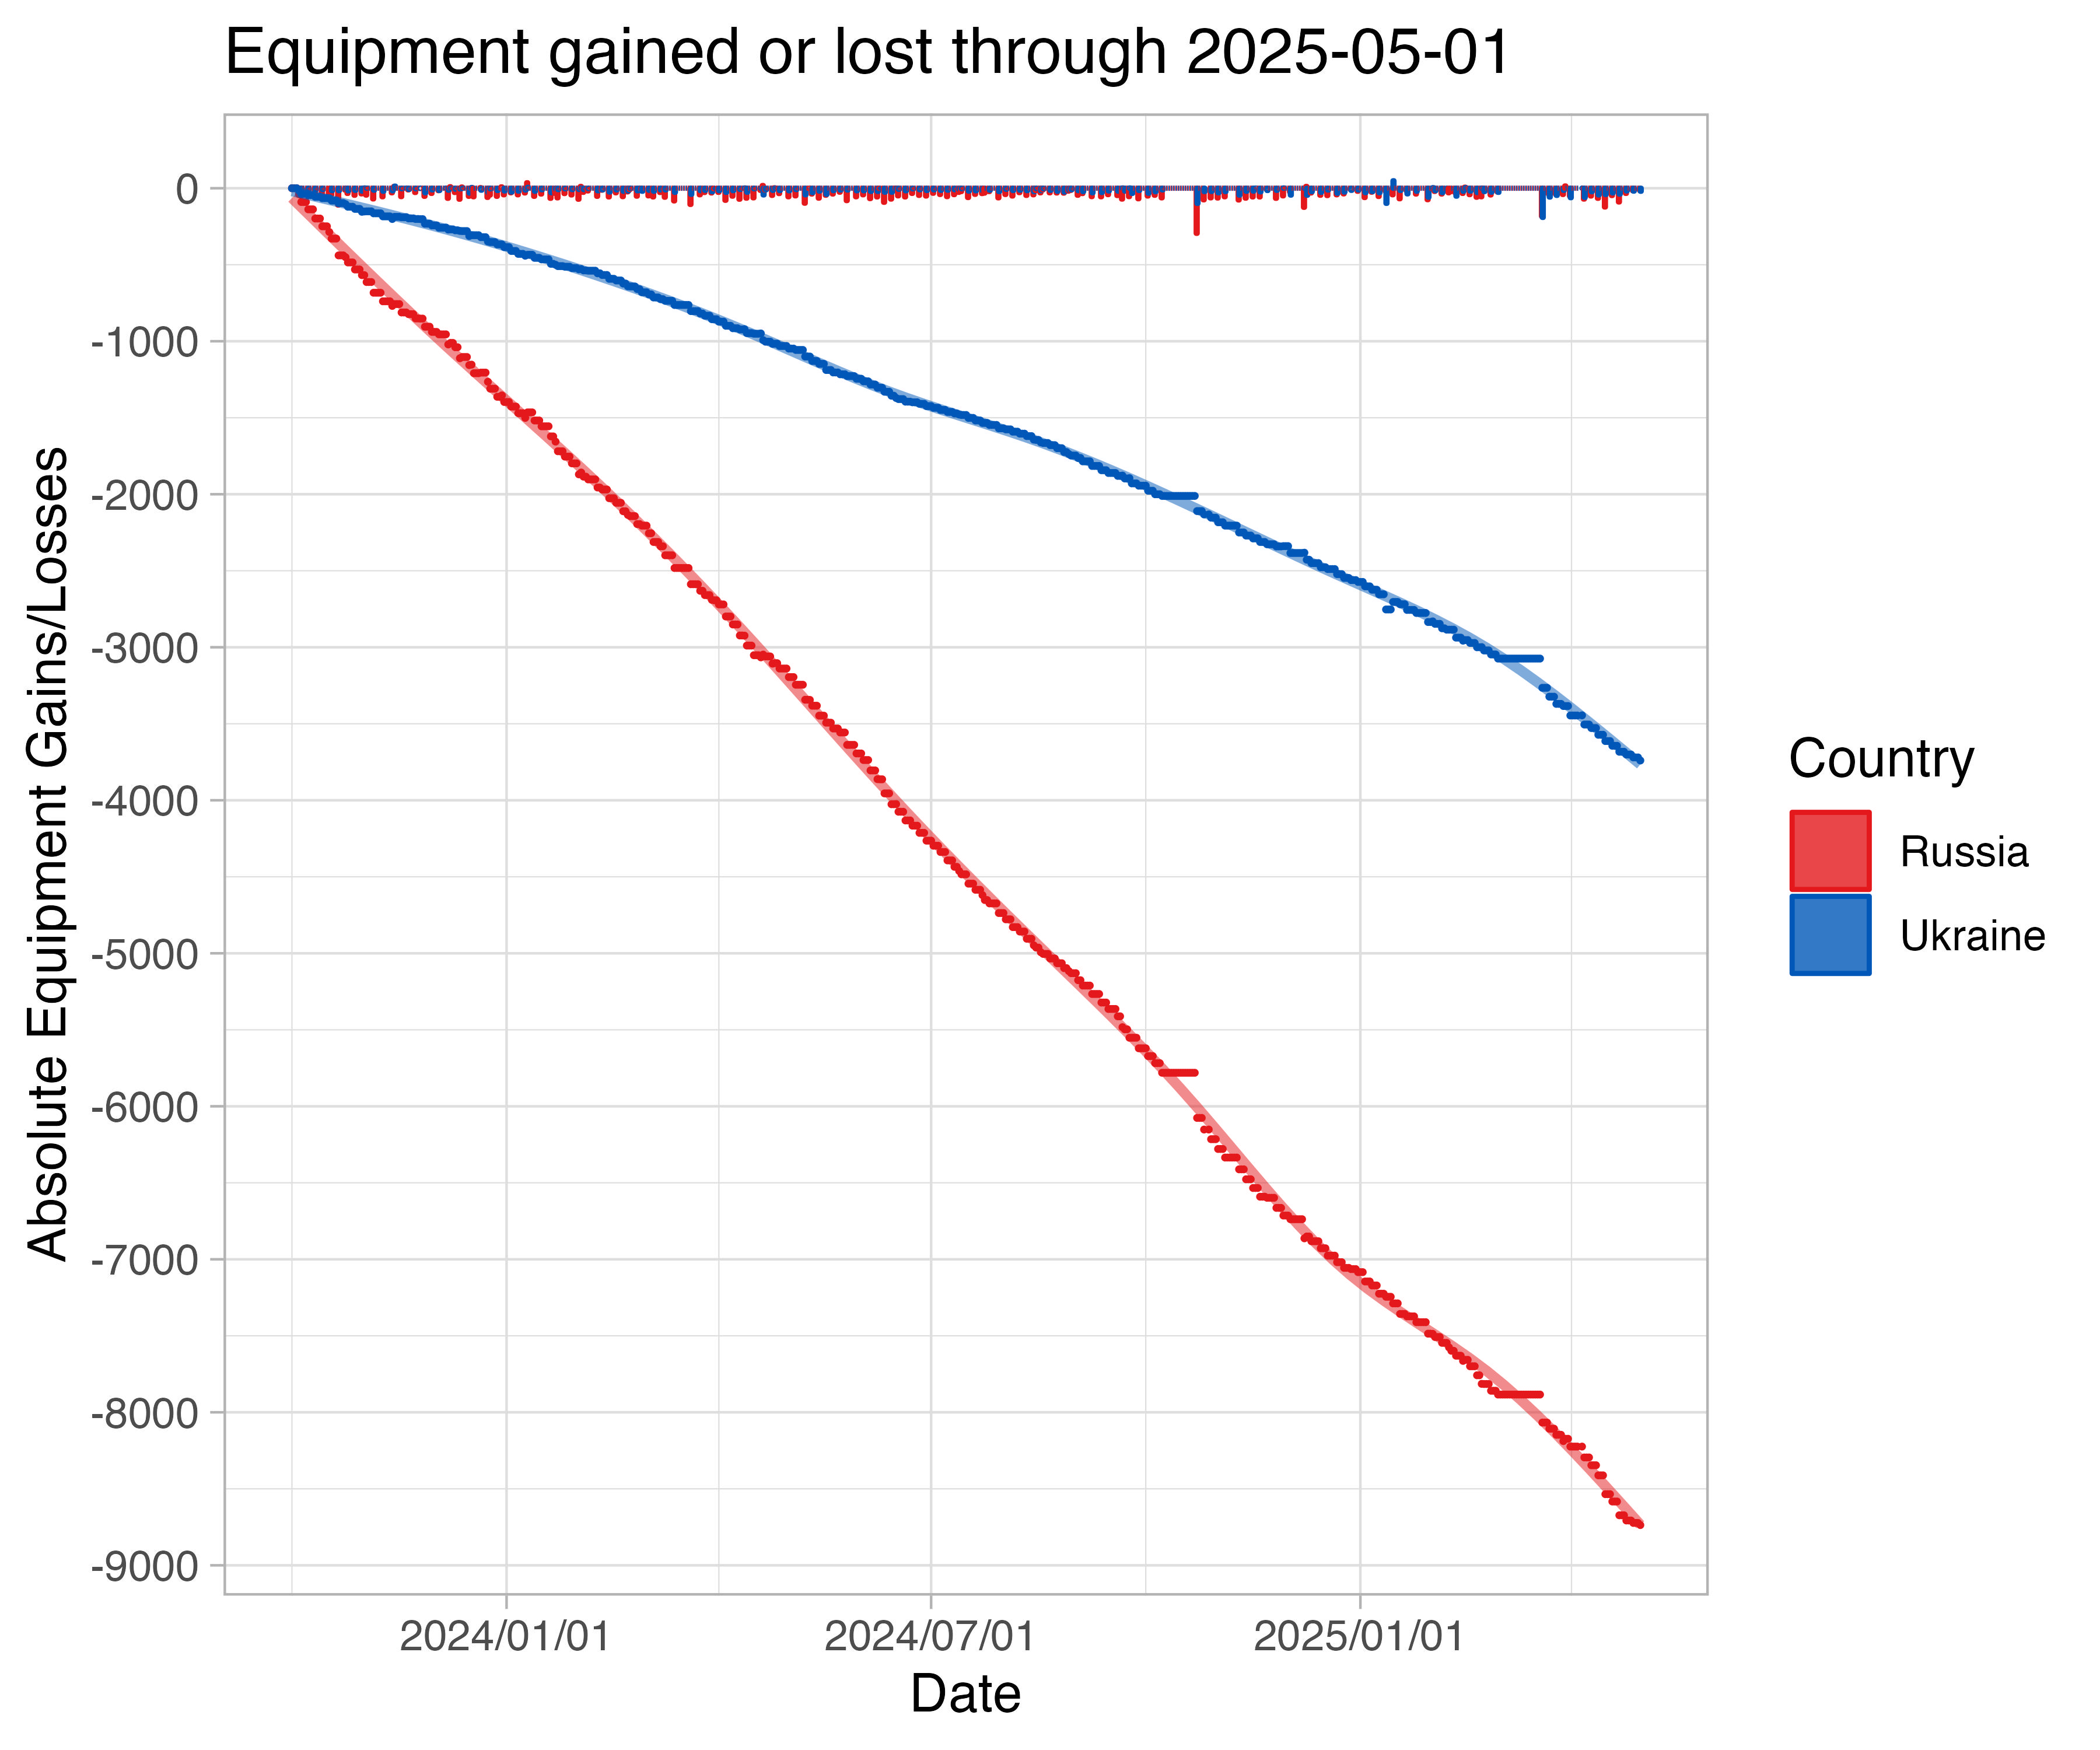 Equipment gained or lost through 2025-05-01
Absolute Equipment Gains/Losses
0
-1000
-2000
-3000
-4000
-5000
-6000
-7000
-8000
-9000
2024/01/01
2024/07/01
2025/01/01
Date
Country
Russia
Ukraine